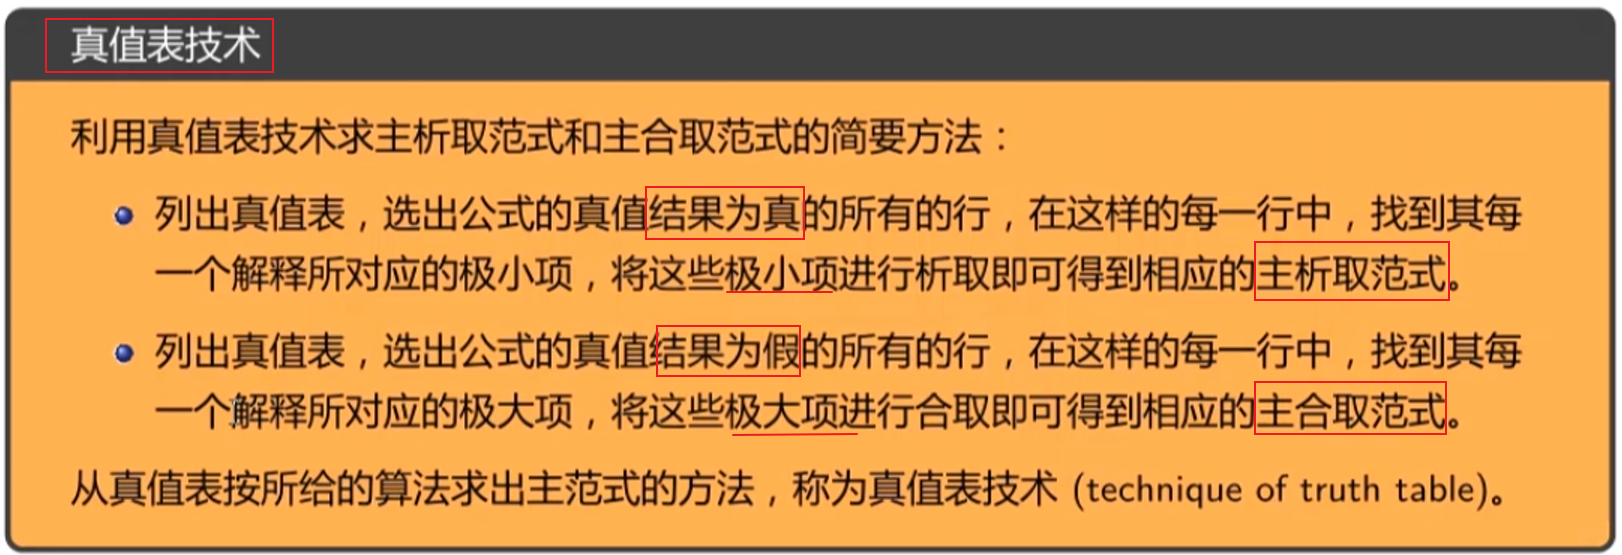 真值表技术
利用真值表技术求主析取范式和主合取范式的简要方法：
列出真值表，选出公式的真值结果为真的所有的行，在这样的每一行中，找到其每
一个解释所对应的极小项，将这些极小项进行析取即可得到相应的主析取范式。
列出真值表，选出公式的真值结果为假的所有的行，在这样的每一行中，找到其每
一个解释所对应的极大项，将这些极大项进行合取即可得到相应的主合取范式。
从真值表按所给的算法求出主范式的方法，称为真值表技术 (technique of truth table)。